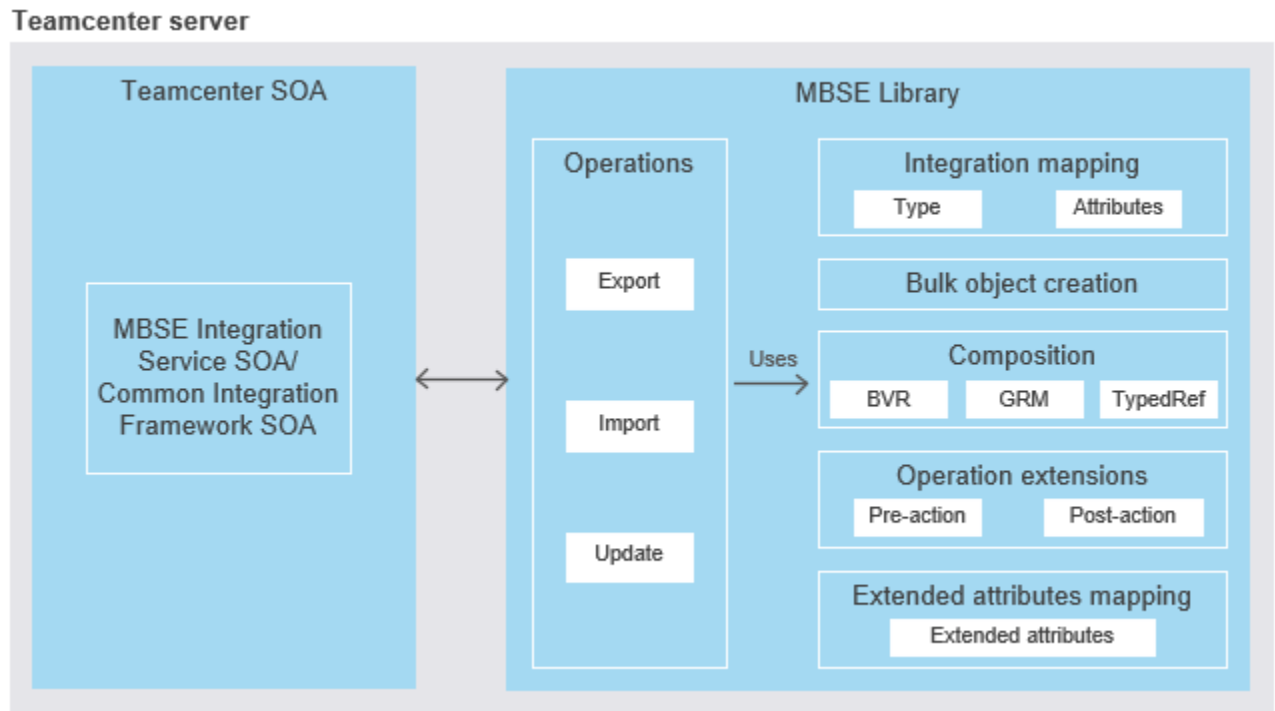 Teamcenter server
Teamcenter SOA
MBSE Integration
Service SOA/
Common Integration
Framework SOA
MBSE Library
Operations
Export
Import
Update
Uses
Integration mapping
Type
Attributes
Bulk object creation
Composition
BVR
GRM
TypedRef
Operation extensions
Pre-action
Post-action
Extended attributes mapping
Extended attributes